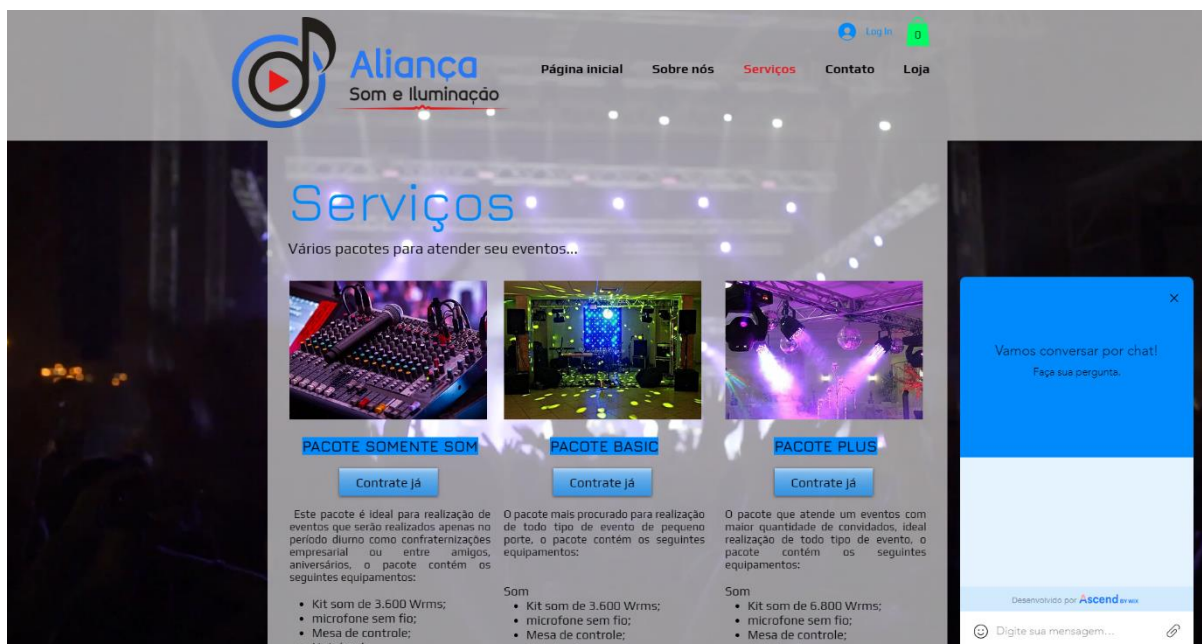 Log In
0
Aliança
Som e Iluminação
Página inicial Sobre nós Serviços Contato Loja
Serviços
Vários pacotes para atender seu eventos...
PACOTE SOMENTE SOM
Contrate já
Este pacote é ideal para realização de
eventos que serão realizados apenas no
período diurno como confraternizações
empresarial ou entre amigos,
aniversários, o pacote contém os
seguintes equipamentos:
• Kit som de 3.600 Wrms;
• microfone sem fio;
• Mesa de controle;
PACOTE BASIC
Contrate já
O pacote mais procurado para realização
de todo tipo de evento de pequeno
porte, o pacote contém os seguintes
equipamentos:
Som
• Kit som de 3.600 Wrms;
• microfone sem fio;
• Mesa de controle;
PACOTE PLUS
Contrate já
O pacote que atende um eventos com
maior quantidade de convidados, ideal
realização de todo tipo de evento, o
pacote contém os seguintes
equipamentos:
Som
• Kit som de 6.800 Wrms;
• microfone sem fio;
• Mesa de controle;
×
Vamos conversar por chat!
Faça sua pergunta.
Desenvolvido por Ascend BY WIX
Digite sua mensagem...